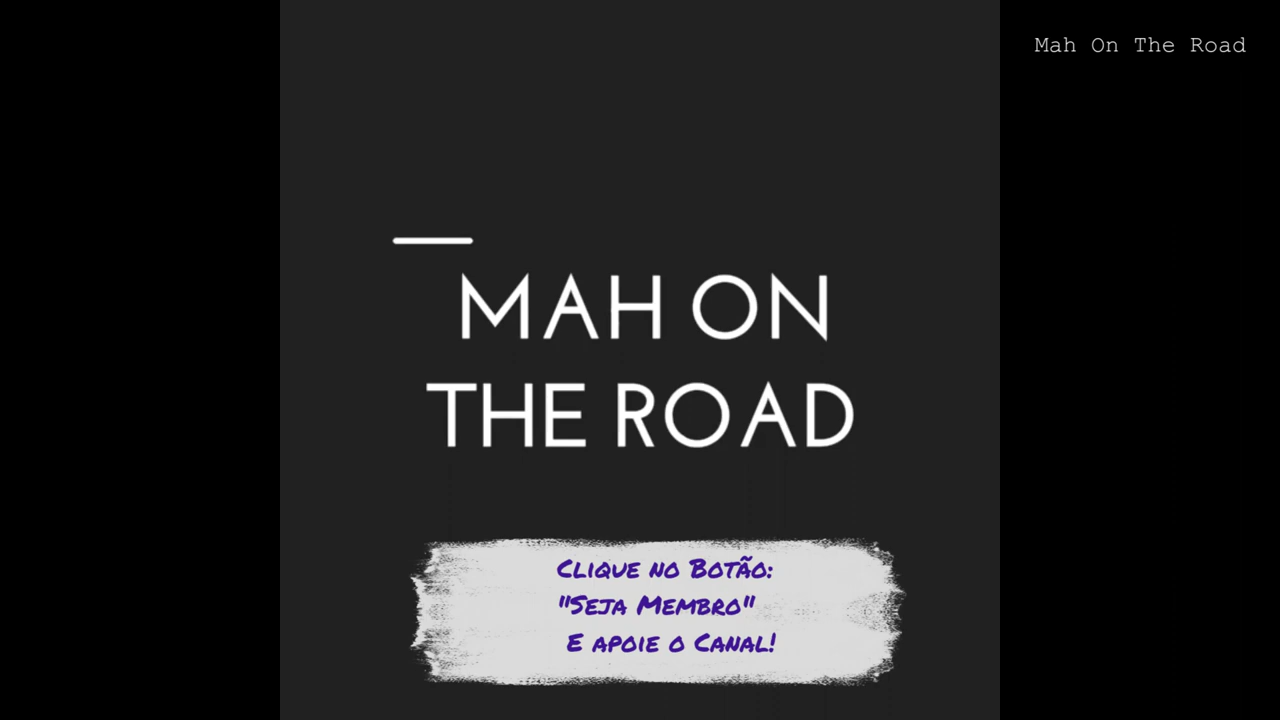 Mah On The Road
MAH ON
THE ROAD
Clique no Botão:
"Seja Membro"
E apoie o Canal!